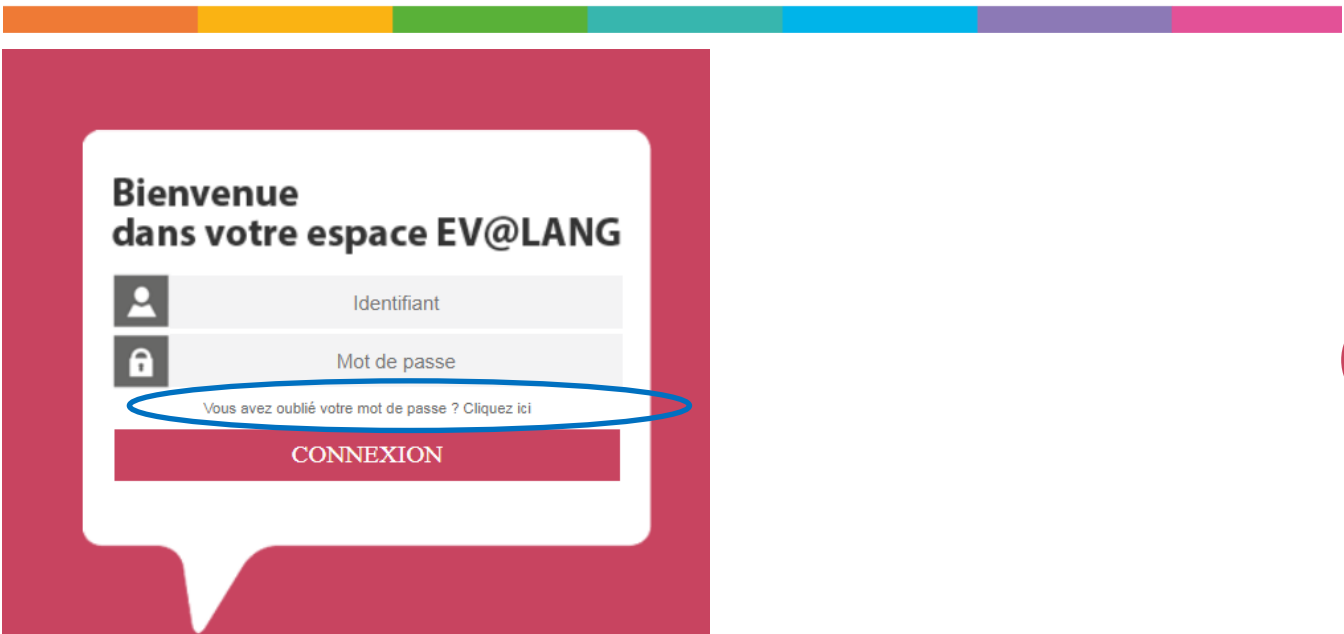 Bienvenue
dans votre espace EV@LANG
Identifiant
Mot de passe
Vous avez oublié votre mot de passe ? Cliquez ici
CONNEXION